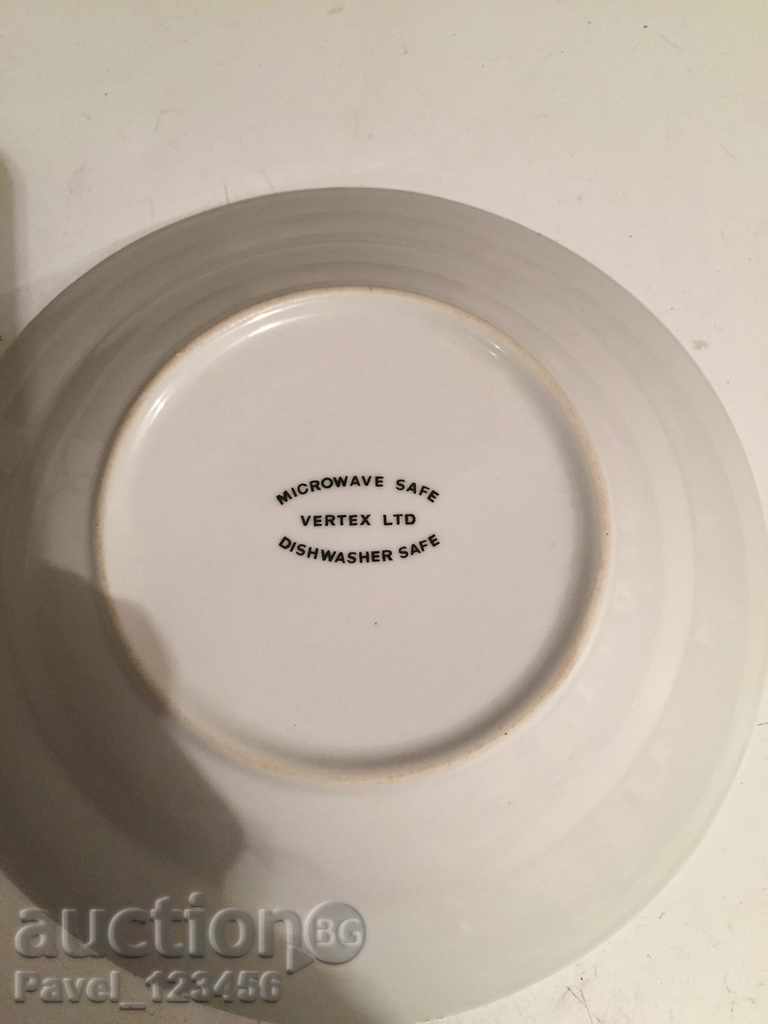 MICROWAVE SAFE
VERTEX LTD
DISHWASHER SAFE
auction BG
Pavel_123456